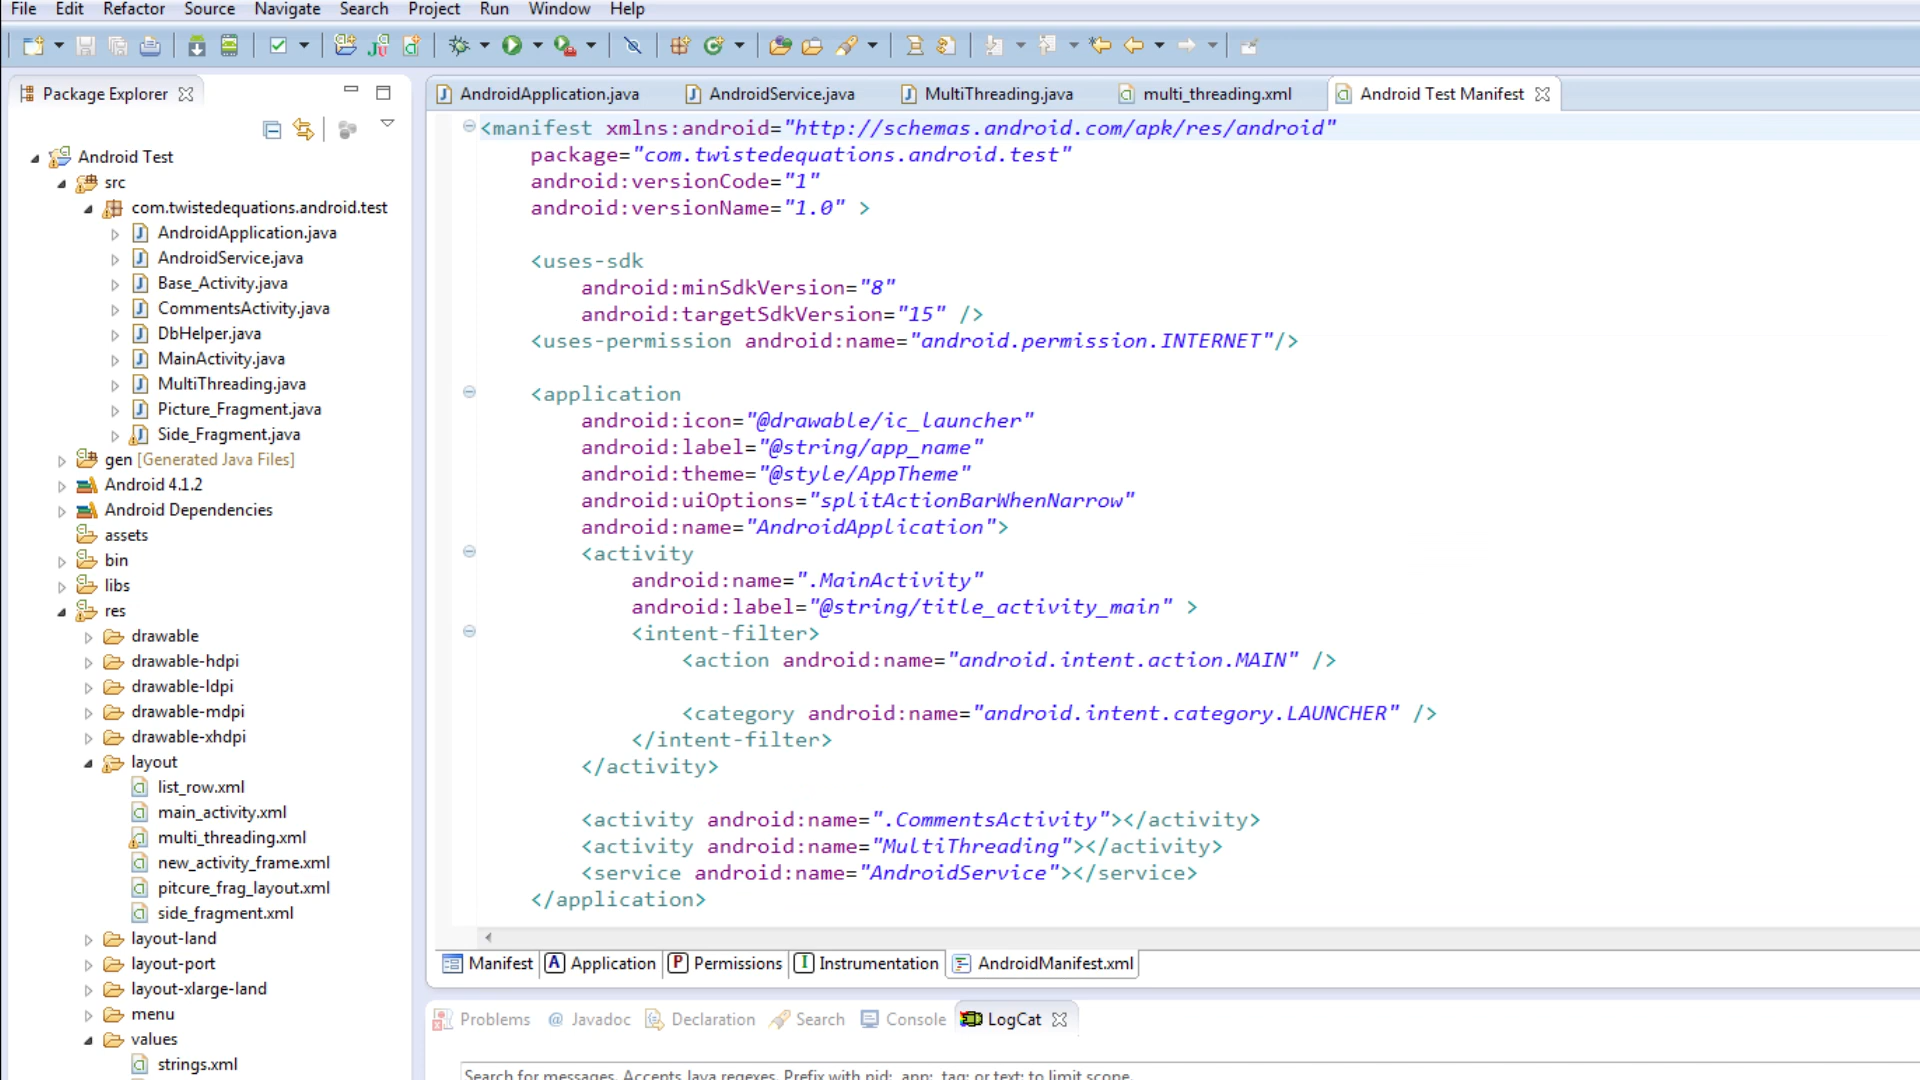 File Edit Refactor Source Navigate Search Project Run Window Help
Package Explorer
Android Test
src
com.twistedequations.android.test
AndroidApplication.java
AndroidService.java
Base_Activity.java
CommentsActivity.java
DbHelper.java
MainActivity.java
MultiThreading.java
Picture_Fragment.java
Side_Fragment.java
gen [Generated Java Files]
Android 4.1.2
Android Dependencies
assets
bin
libs
res
drawable
drawable-hdpi
drawable-ldpi
drawable-mdpi
drawable-xhdpi
layout
list_row.xml
main_activity.xml
multi_threading.xml
new_activity_frame.xml
pitcure_frag_layout.xml
side_fragment.xml
layout-land
layout-port
layout-xlarge-land
menu
values
strings.xml
AndroidApplication.java AndroidService.java MultiThreading.java multi_threading.xml Android Test Manifest
<manifest xmlns:android="http://schemas.android.com/apk/res/android"
package="com.twistedequations.android.test"
android:versionCode="1"
android:versionName="1.0" >
<uses-sdk
android:minSdkVersion="8"
android:targetSdkVersion="15" />
<uses-permission android:name="android.permission.INTERNET"/>
<application
android:icon="@drawable/ic_launcher"
android:label="@string/app_name"
android:theme="@style/AppTheme"
android:uiOptions="splitActionBarWhenNarrow"
android:name="AndroidApplication">
<activity
android:name=".MainActivity"
android:label="@string/title_activity_main" >
<intent-filter>
<action android:name="android.intent.action.MAIN" />
<category android:name="android.intent.category.LAUNCHER" />
</intent-filter>
</activity>
<activity android:name=".CommentsActivity"></activity>
<activity android:name="MultiThreading"></activity>
<service android:name="AndroidService"></service>
</application>
Manifest A Application P Permissions I Instrumentation AndroidManifest.xml
Problems @ Javadoc Declaration Search Console LogCat
Search for messages. Accepts Java regexes. Prefix with pid:, app:, tag: or text: to limit scope.